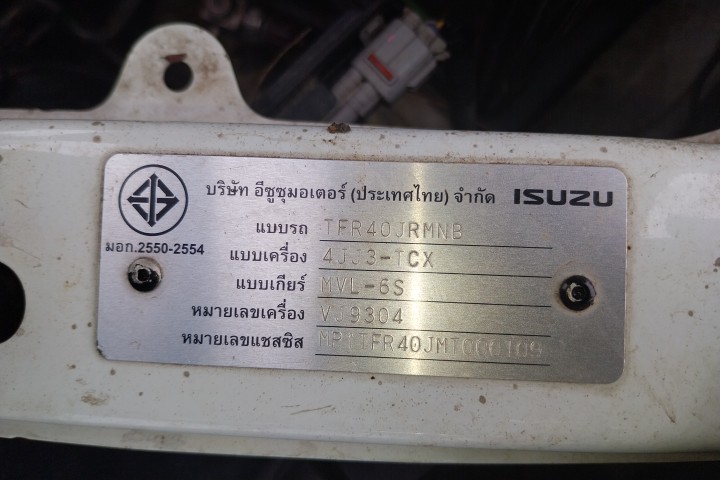 บริษัท อีซูซุมอเตอร์ (ประเทศไทย) จำกัด ISUZU
มอก.2550-2554
แบบรถ TFR40JRMNB
แบบเครื่อง 4JJ3-TCX
แบบเกียร์ MVL-6S
หมายเลขเครื่อง VJ9304
หมายเลขแชสซิส